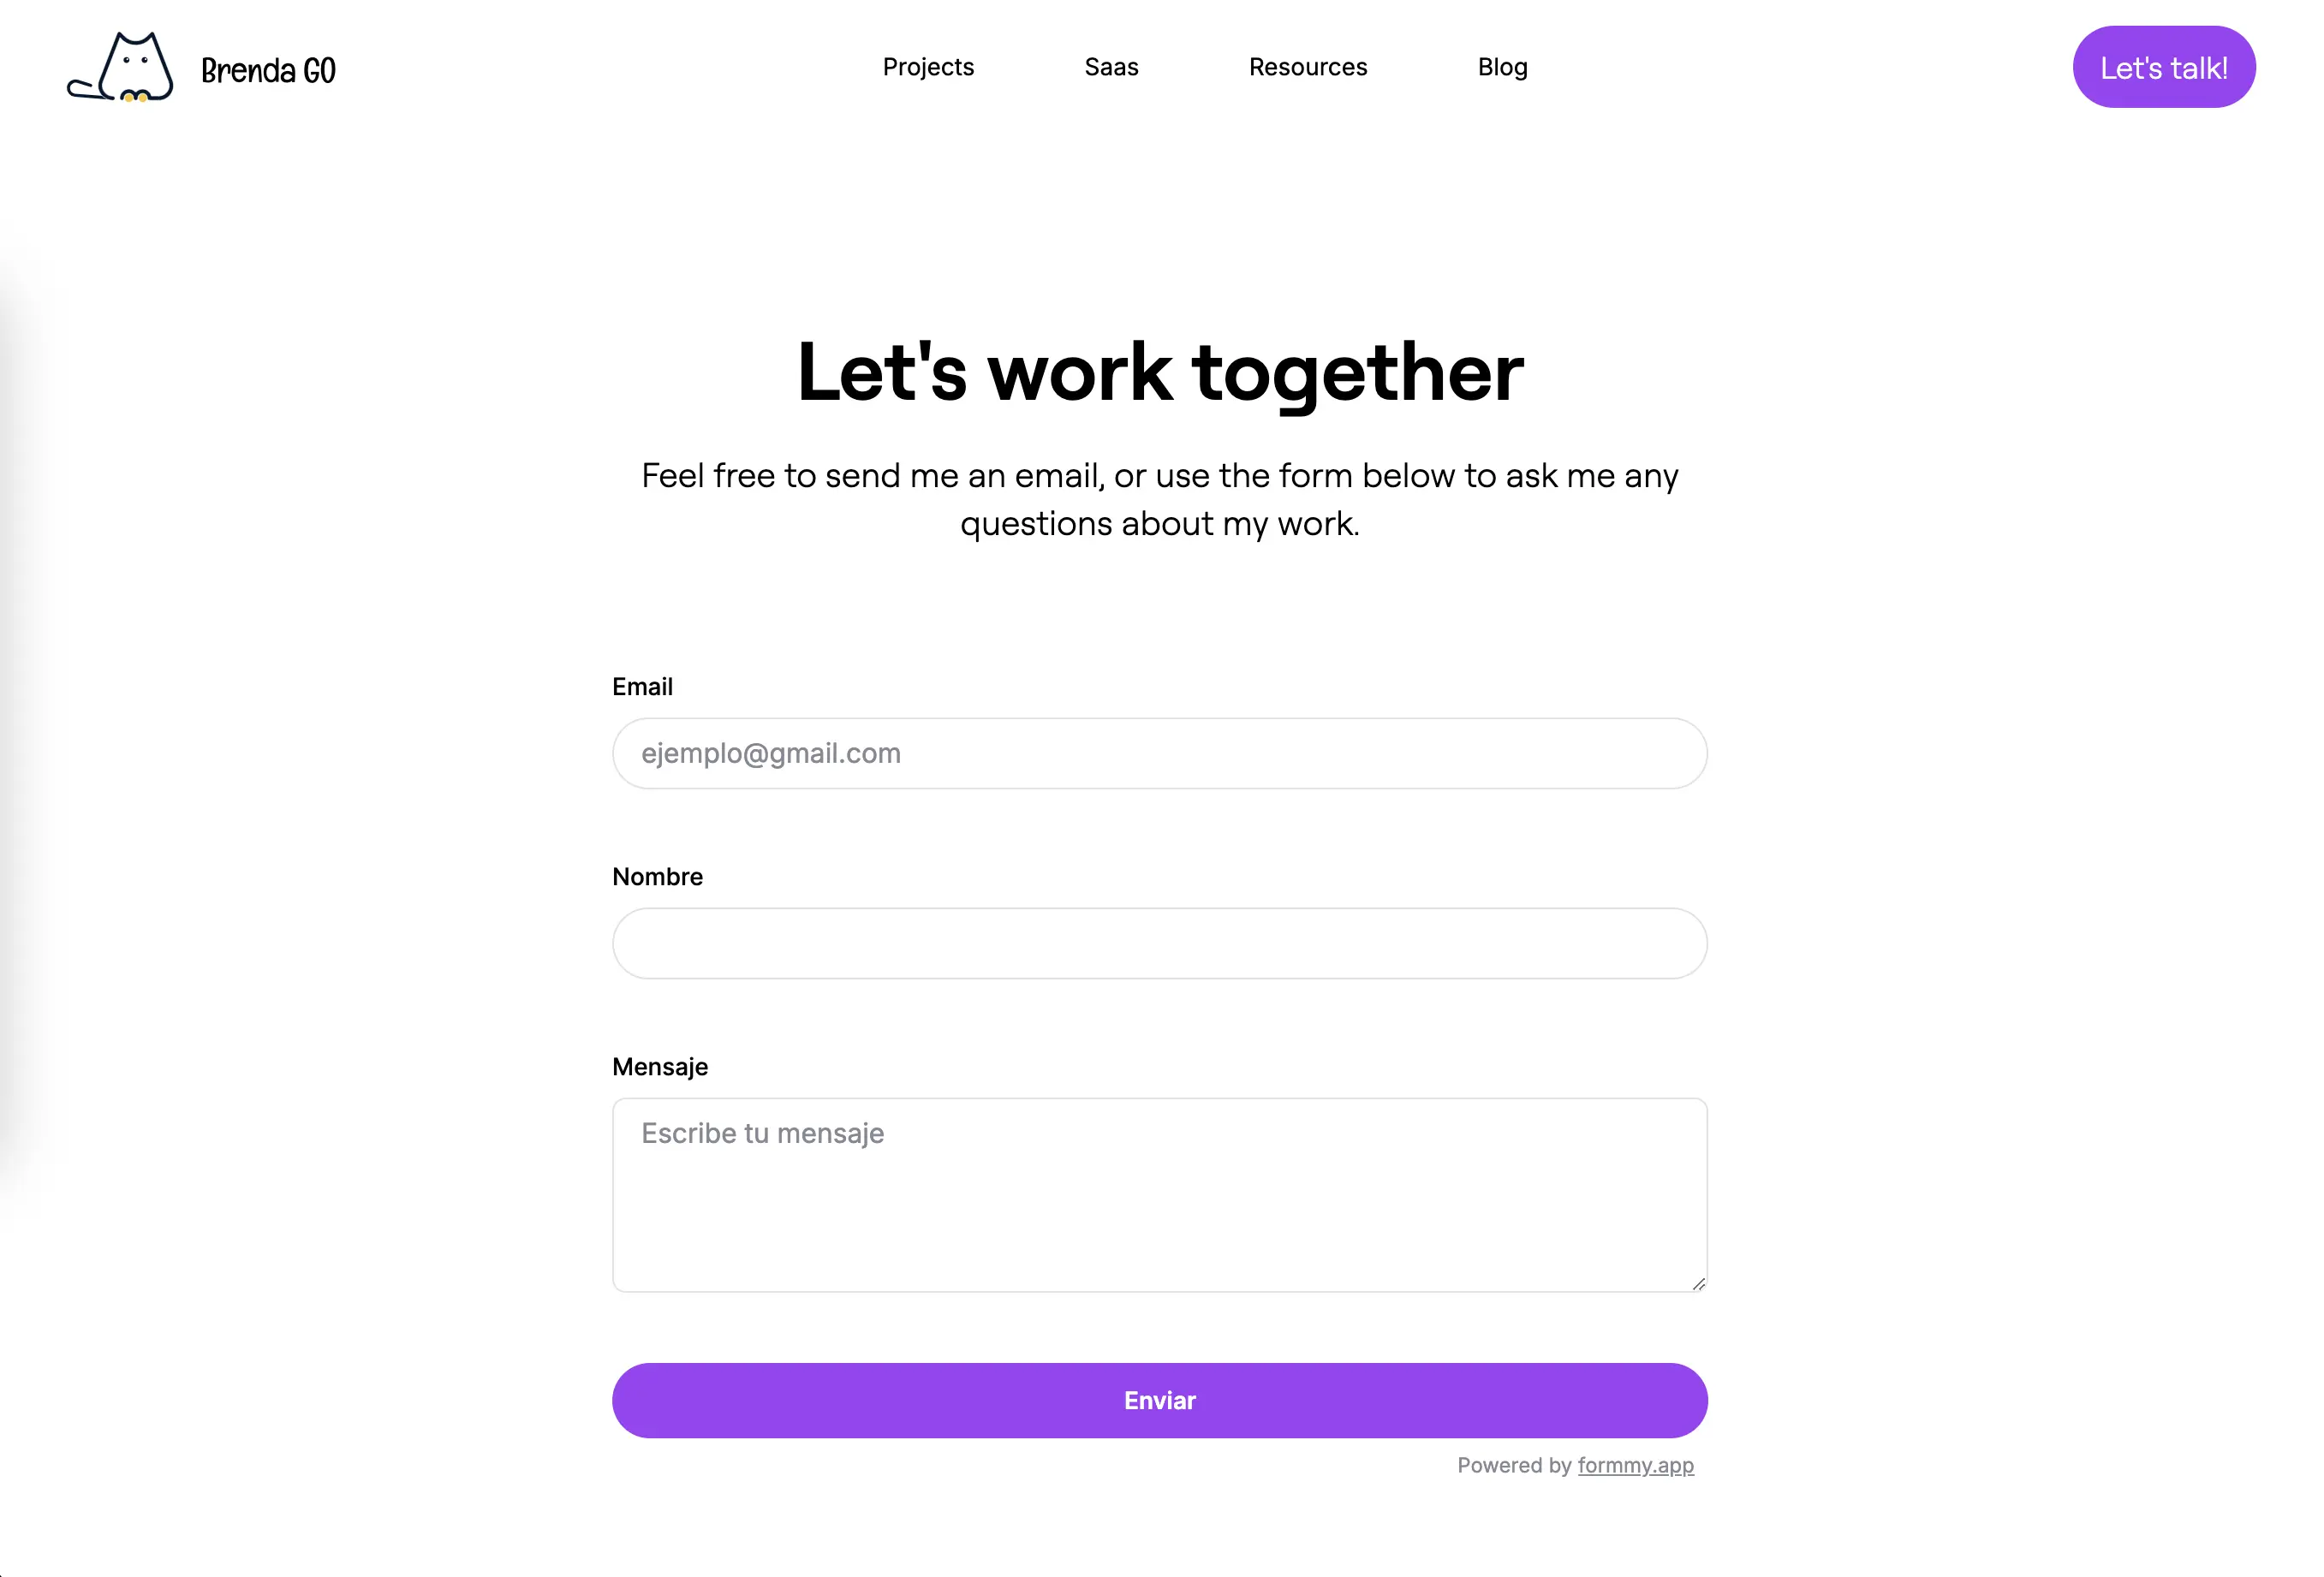 Brenda GO
Projects
Saas
Resources
Blog
Let's talk!
Let's work together
Feel free to send me an email, or use the form below to ask me any
questions about my work.
Email
ejemplo@gmail.com
Nombre
Mensaje
Escribe tu mensaje
Enviar
Powered by formmy.app